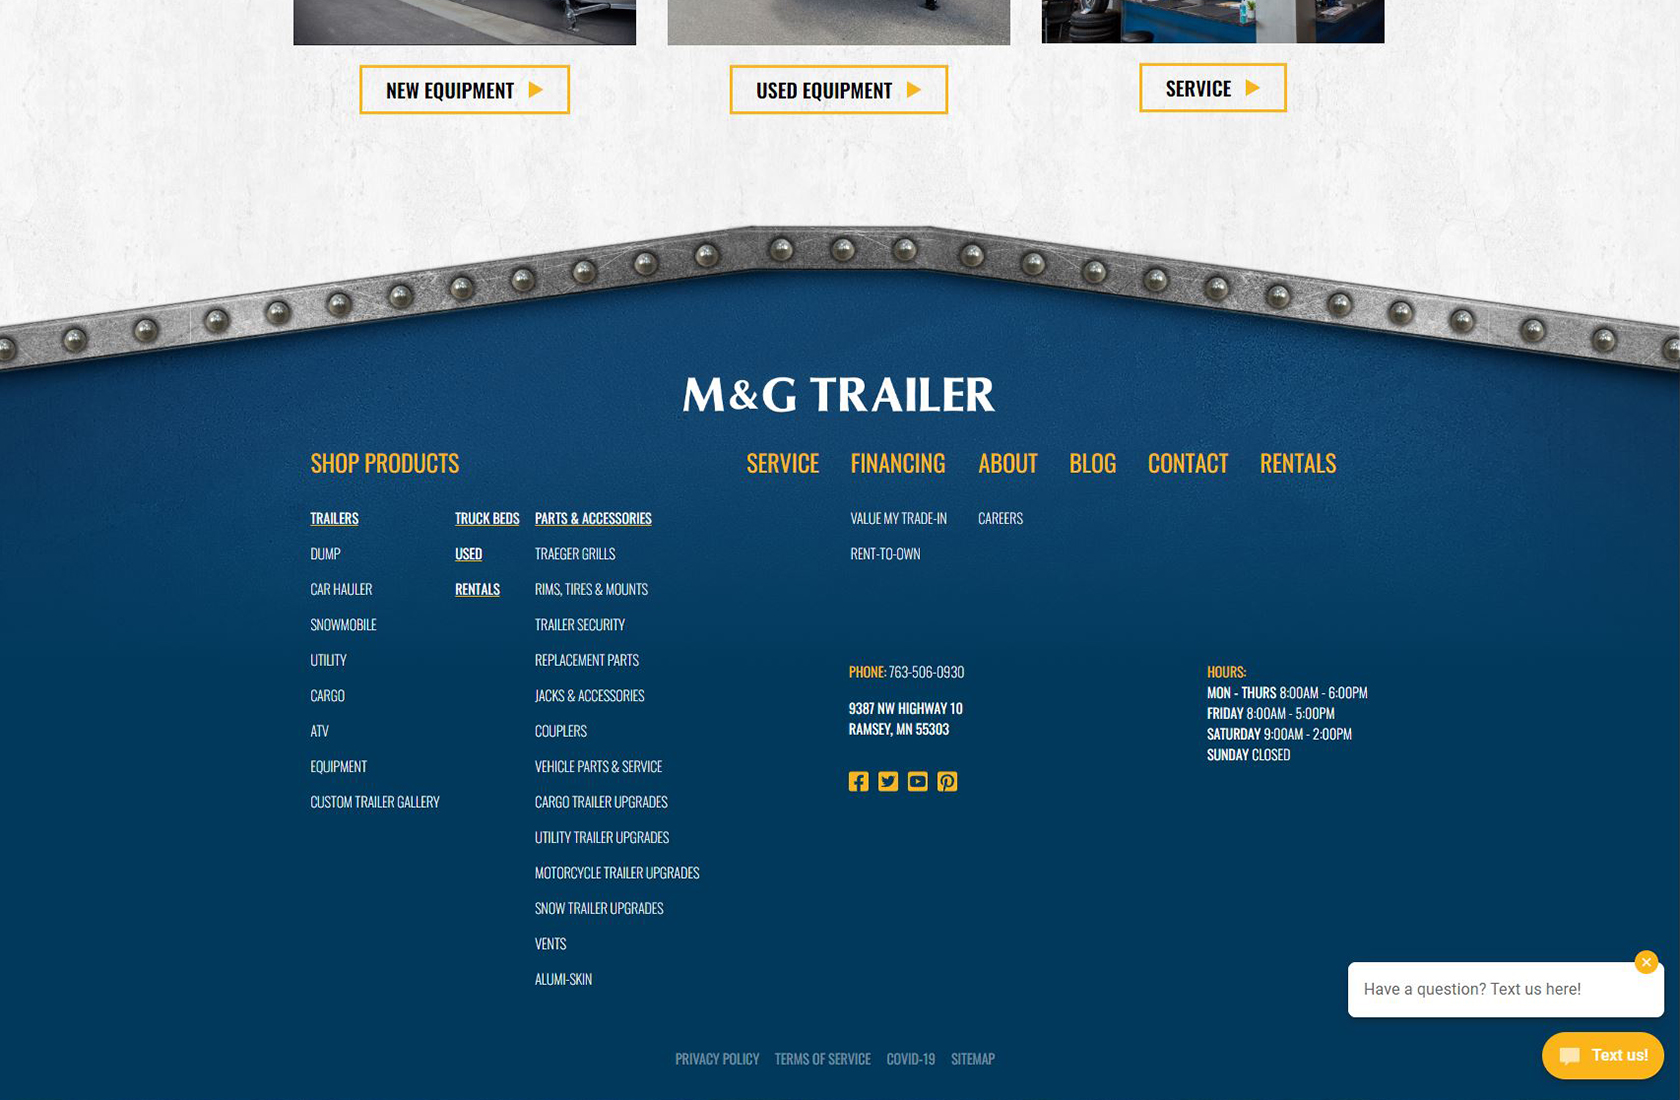 NEW EQUIPMENT
USED EQUIPMENT
SERVICE
M&G TRAILER
SHOP PRODUCTS
TRAILERS
DUMP
CAR HAULER
SNOWMOBILE
UTILITY
CARGO
ATV
EQUIPMENT
CUSTOM TRAILER GALLERY
TRUCK BEDS
USED
RENTALS
PARTS & ACCESSORIES
TRAEGER GRILLS
RIMS, TIRES & MOUNTS
TRAILER SECURITY
REPLACEMENT PARTS
JACKS & ACCESSORIES
COUPLERS
VEHICLE PARTS & SERVICE
CARGO TRAILER UPGRADES
UTILITY TRAILER UPGRADES
MOTORCYCLE TRAILER UPGRADES
SNOW TRAILER UPGRADES
VENTS
ALUMI-SKIN
SERVICE
FINANCING
VALUE MY TRADE-IN
RENT-TO-OWN
ABOUT
CAREERS
BLOG
CONTACT
RENTALS
PHONE: 763-506-0930
9387 NW HIGHWAY 10
RAMSEY, MN 55303
HOURS:
MON - THURS 8:00AM - 6:00PM
FRIDAY 8:00AM - 5:00PM
SATURDAY 9:00AM - 2:00PM
SUNDAY CLOSED
Have a question? Text us here!
Text us!
PRIVACY POLICY TERMS OF SERVICE COVID-19 SITEMAP